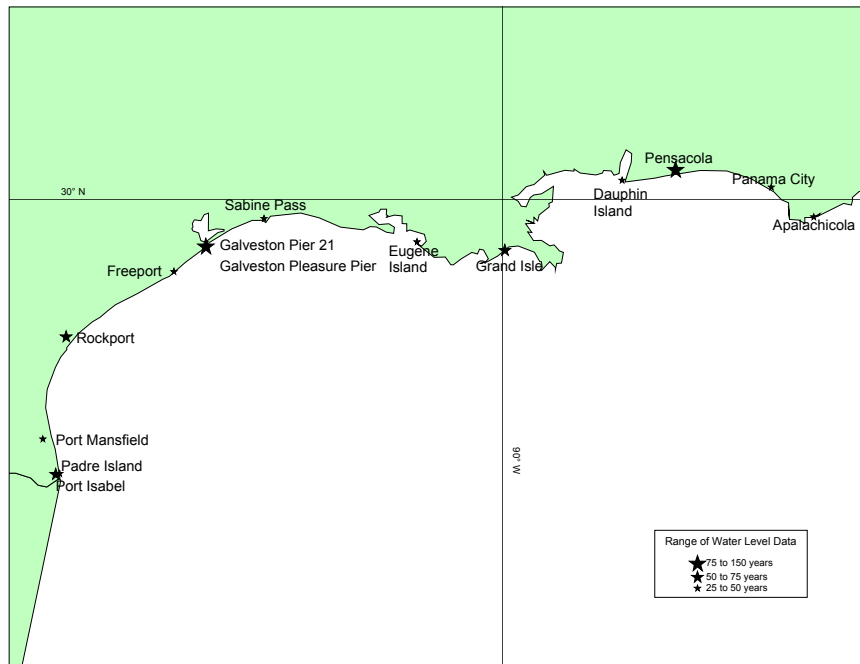 Pensacola
Panama City
30° N
Dauphin
Island
Sabine Pass
Apalachicola
Galveston Pier 21
Eugene
Island
Galveston Pleasure Pier
Grand Isle
Freeport
Rockport
Port Mansfield
90° W
Padre Island
Port Isabel
Range of Water Level Data
75 to 150 years
50 to 75 years
25 to 50 years